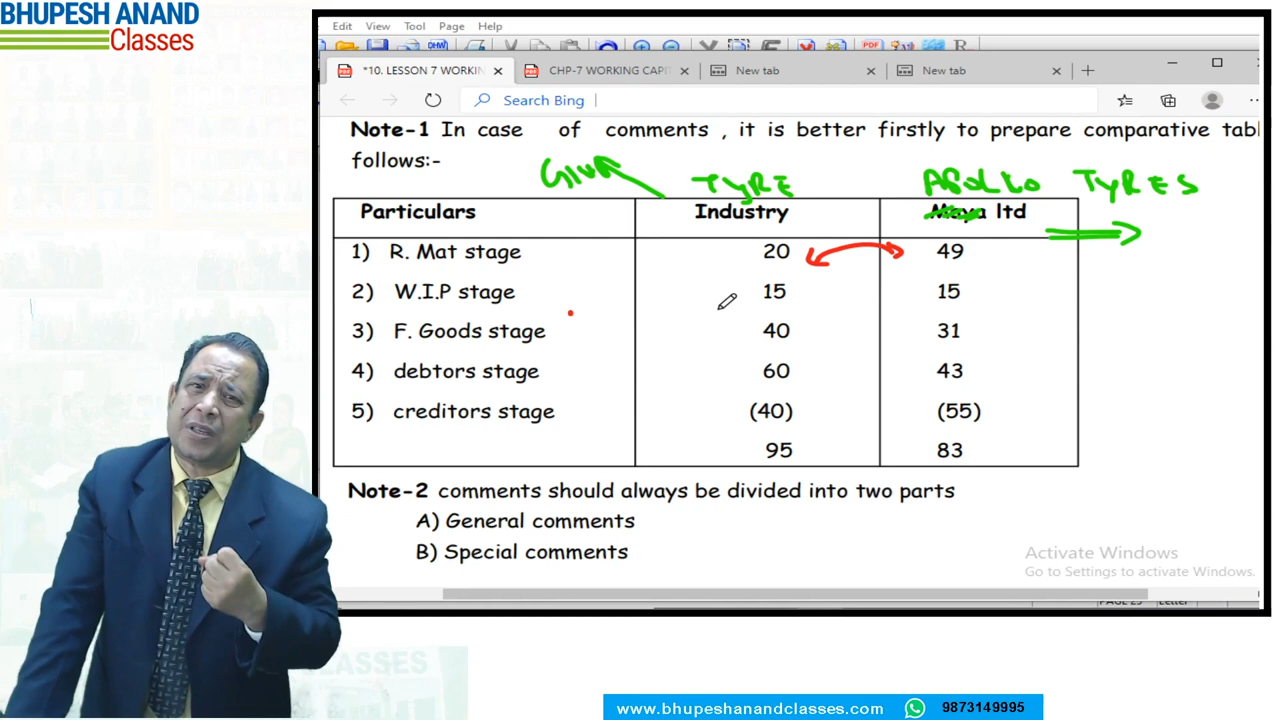 BHUPESH ANAND
Classes
Edit View Tool Page Help
*10. LESSON 7 WORKIN
CHP-7 WORKING CAPI
New tab
New tab
Search Bing
Note-1 In case of comments , it is better firstly to prepare comparative tabl
follows:-
TYRE
TYRES
Particulars Industry Maya ltd
1) R. Mat stage 20 49
2) W.I.P stage 15 15
3) F. Goods stage 40 31
4) debtors stage 60 43
5) creditors stage (40) (55)
95 83
Note-2 comments should always be divided into two parts
A) General comments
B) Special comments
Activate Windows
Go to Settings to activate Windows.
CLASSES
www.bhupeshanandclasses.com 9873149995